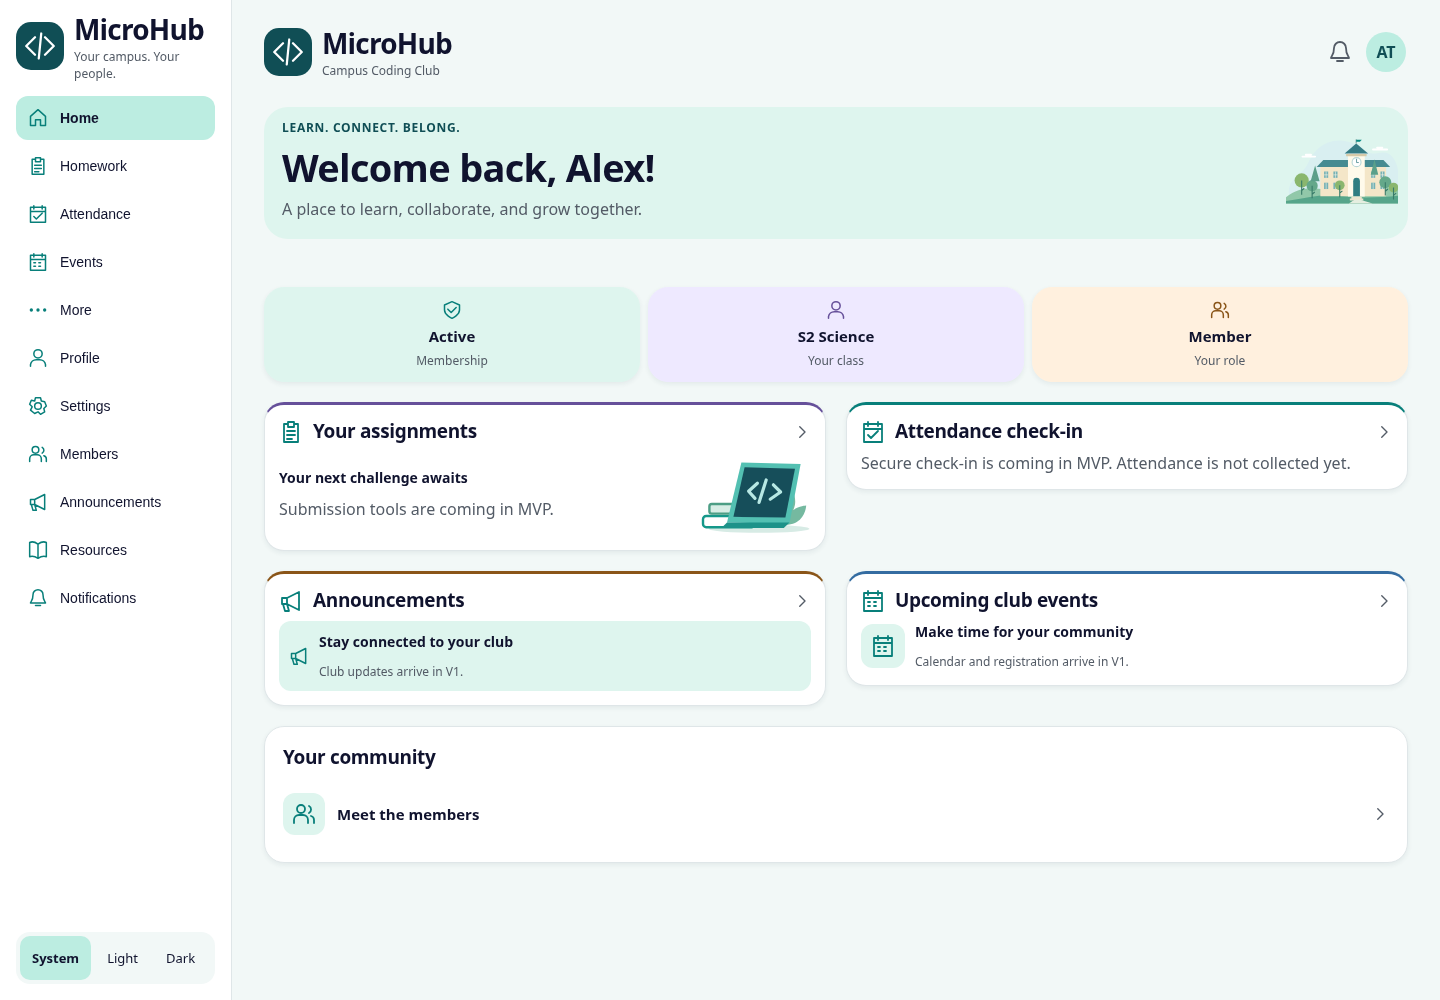 MicroHub
Your campus. Your
people.
Home
Homework
Attendance
Events
More
Profile
Settings
Members
Announcements
Resources
Notifications
System Light Dark
MicroHub
Campus Coding Club
AT
LEARN. CONNECT. BELONG.
Welcome back, Alex!
A place to learn, collaborate, and grow together.
Active
Membership
S2 Science
Your class
Member
Your role
Your assignments
Your next challenge awaits
Submission tools are coming in MVP.
Attendance check-in
Secure check-in is coming in MVP. Attendance is not collected yet.
Announcements
Stay connected to your club
Club updates arrive in V1.
Upcoming club events
Make time for your community
Calendar and registration arrive in V1.
Your community
Meet the members